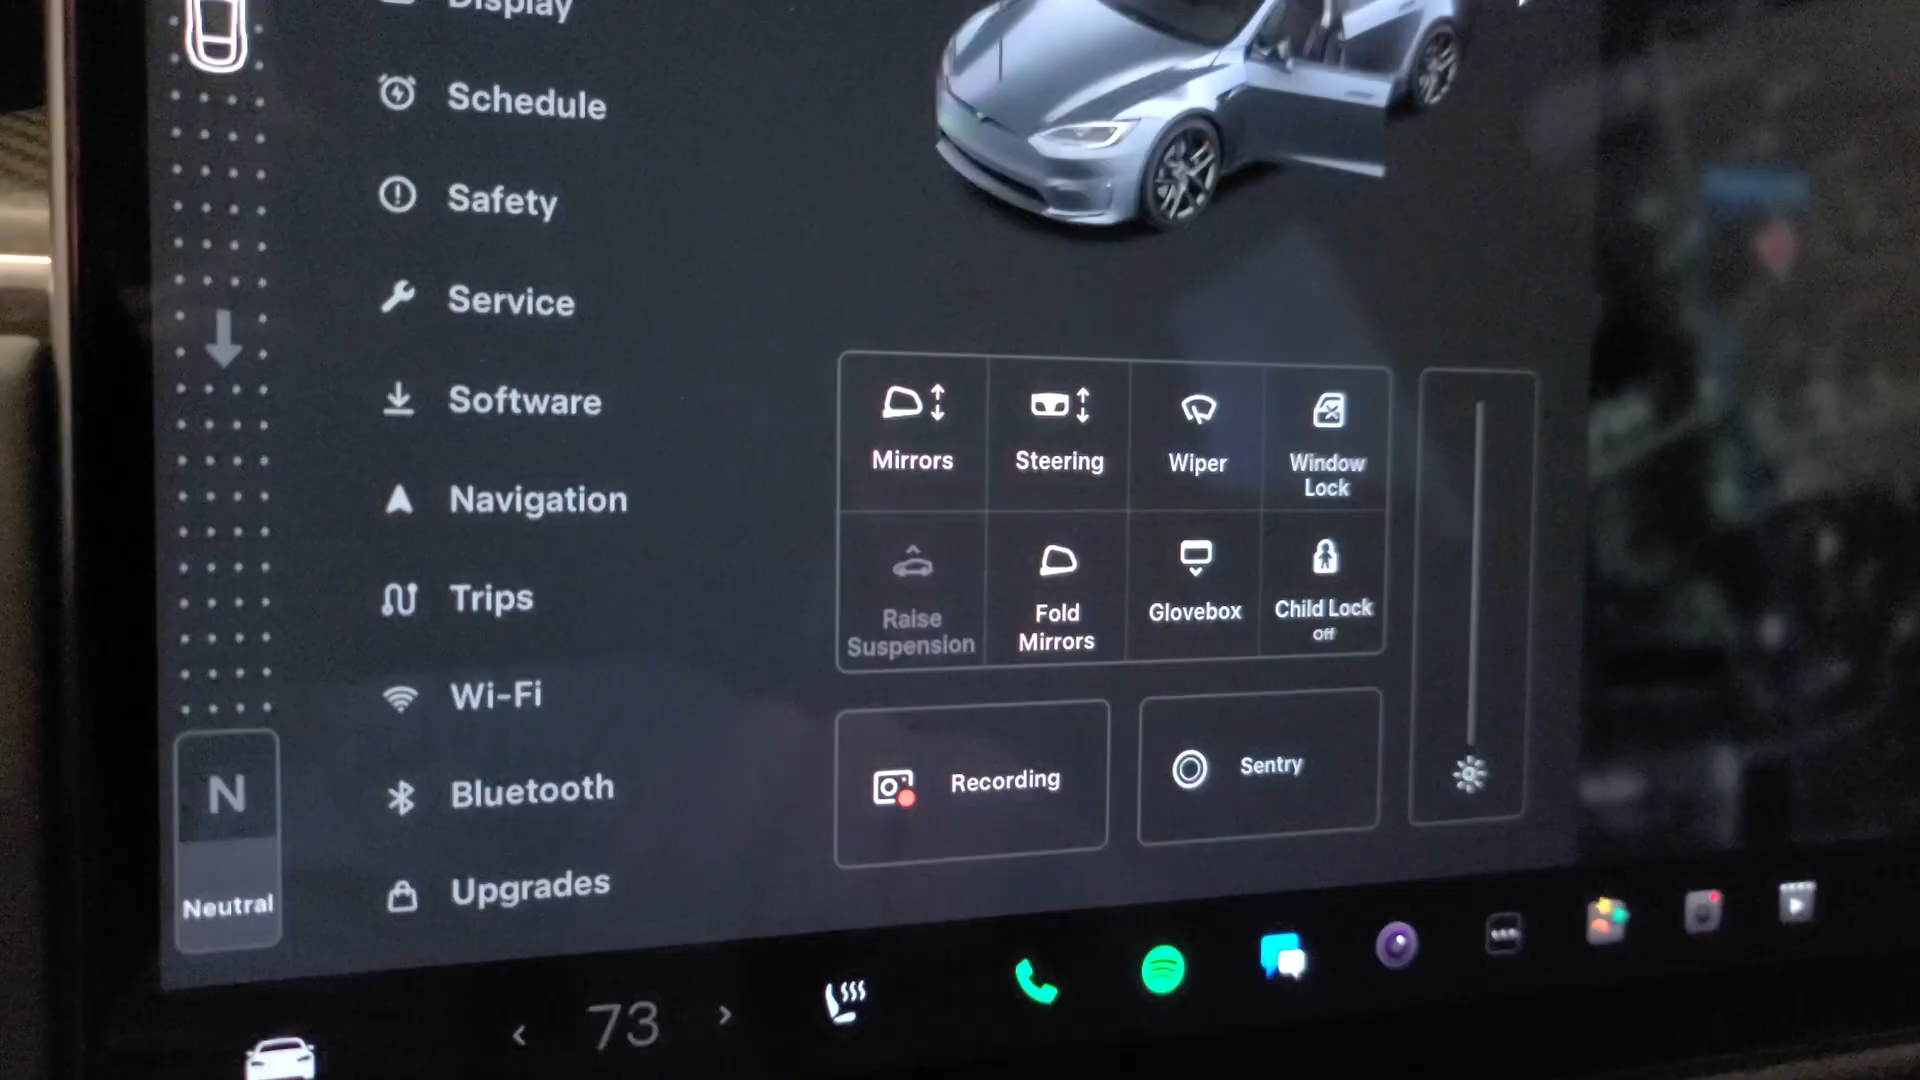 Display
Schedule
Safety
Service
Software
Navigation
Trips
Wi-Fi
Bluetooth
Upgrades
Mirrors
Steering
Wiper
Window
Lock
Raise
Suspension
Fold
Mirrors
Glovebox
Child Lock
Off
Recording
Sentry
N
Neutral
73